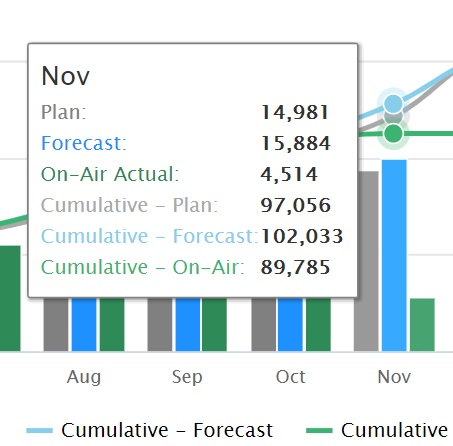 Nov
Plan: 14,981
Forecast: 15,884
On-Air Actual: 4,514
Cumulative - Plan: 97,056
Cumulative - Forecast: 102,033
Cumulative - On-Air: 89,785
Aug Sep Oct Nov
Cumulative - Forecast Cumulative